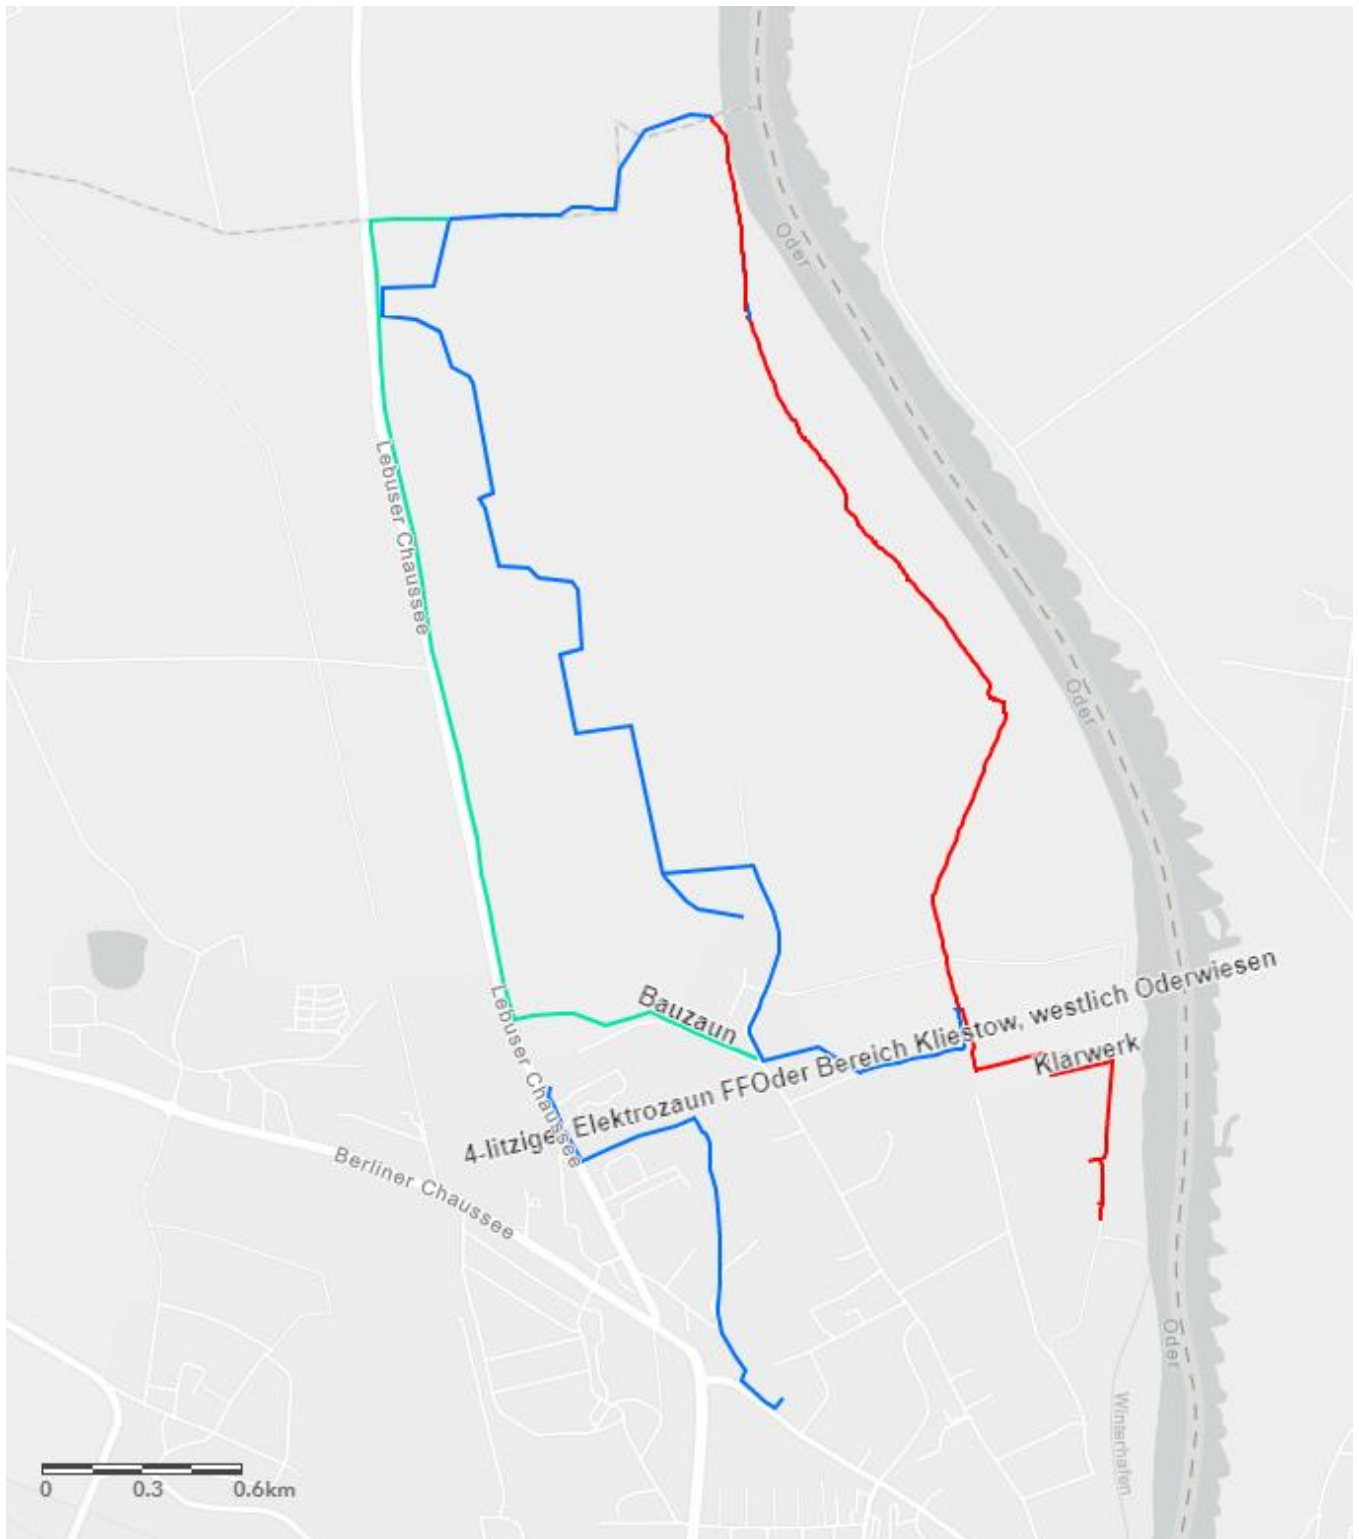 Oder
Lebuser Chaussee
Oder
Bauzaun
4-litziger Elektrozaun FFOder Bereich Kliestow, westlich Oderwiesen
Klärwerk
Lebuser Chaussee
Berliner Chaussee
Oder
Winterhafen
0 0.3 0.6km